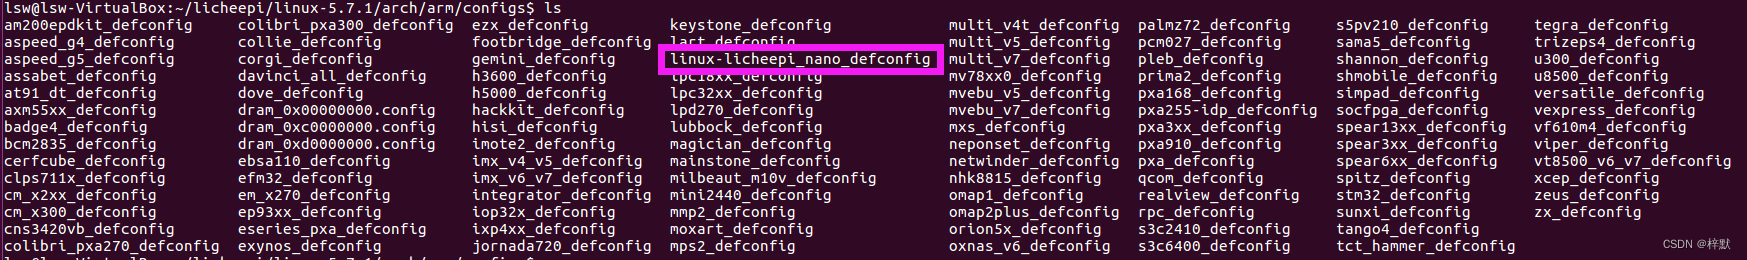 lsw@lsw-VirtualBox:~/licheepi/linux-5.7.1/arch/arm/configs$ ls
am200epdkit_defconfig colibri_pxa300_defconfig ezx_defconfig keystone_defconfig multi_v4t_defconfig palmz72_defconfig s5pv210_defconfig tegra_defconfig
aspeed_g4_defconfig collie_defconfig footbridge_defconfig lart_defconfig multi_v5_defconfig pcm027_defconfig sama5_defconfig trizeps4_defconfig
aspeed_g5_defconfig corgi_defconfig gemini_defconfig linux-licheepi_nano_defconfig multi_v7_defconfig pleb_defconfig shannon_defconfig u300_defconfig
assabet_defconfig davinci_all_defconfig h3600_defconfig lpc18xx_defconfig mv78xx0_defconfig prima2_defconfig shmobile_defconfig u8500_defconfig
at91_dt_defconfig dove_defconfig h5000_defconfig lpc32xx_defconfig mvebu_v5_defconfig pxa168_defconfig simpad_defconfig versatile_defconfig
axm55xx_defconfig dram_0x00000000.config hackkit_defconfig lpd270_defconfig mvebu_v7_defconfig pxa255-idp_defconfig socfpga_defconfig vexpress_defconfig
badge4_defconfig dram_0xc0000000.config hisi_defconfig lubbock_defconfig mxs_defconfig pxa3xx_defconfig spear13xx_defconfig vf610m4_defconfig
bcm2835_defconfig dram_0xd0000000.config imote2_defconfig magician_defconfig neponset_defconfig pxa910_defconfig spear3xx_defconfig viper_defconfig
cerfcube_defconfig ebsa110_defconfig imx_v4_v5_defconfig mainstone_defconfig netwinder_defconfig pxa_defconfig spear6xx_defconfig vt8500_v6_v7_defconfig
clps711x_defconfig efm32_defconfig imx_v6_v7_defconfig milbeaut_m10v_defconfig nhk8815_defconfig qcom_defconfig spitz_defconfig xcep_defconfig
cm_x2xx_defconfig em_x270_defconfig integrator_defconfig mini2440_defconfig omap1_defconfig realview_defconfig stm32_defconfig zeus_defconfig
cm_x300_defconfig ep93xx_defconfig iop32x_defconfig mmp2_defconfig omap2plus_defconfig rpc_defconfig sunxi_defconfig zx_defconfig
cns3420vb_defconfig eseries_pxa_defconfig ixp4xx_defconfig moxart_defconfig orion5x_defconfig s3c2410_defconfig tango4_defconfig
colibri_pxa270_defconfig exynos_defconfig jornada720_defconfig mps2_defconfig oxnas_v6_defconfig s3c6400_defconfig tct_hammer_defconfig
CSDN @梓默